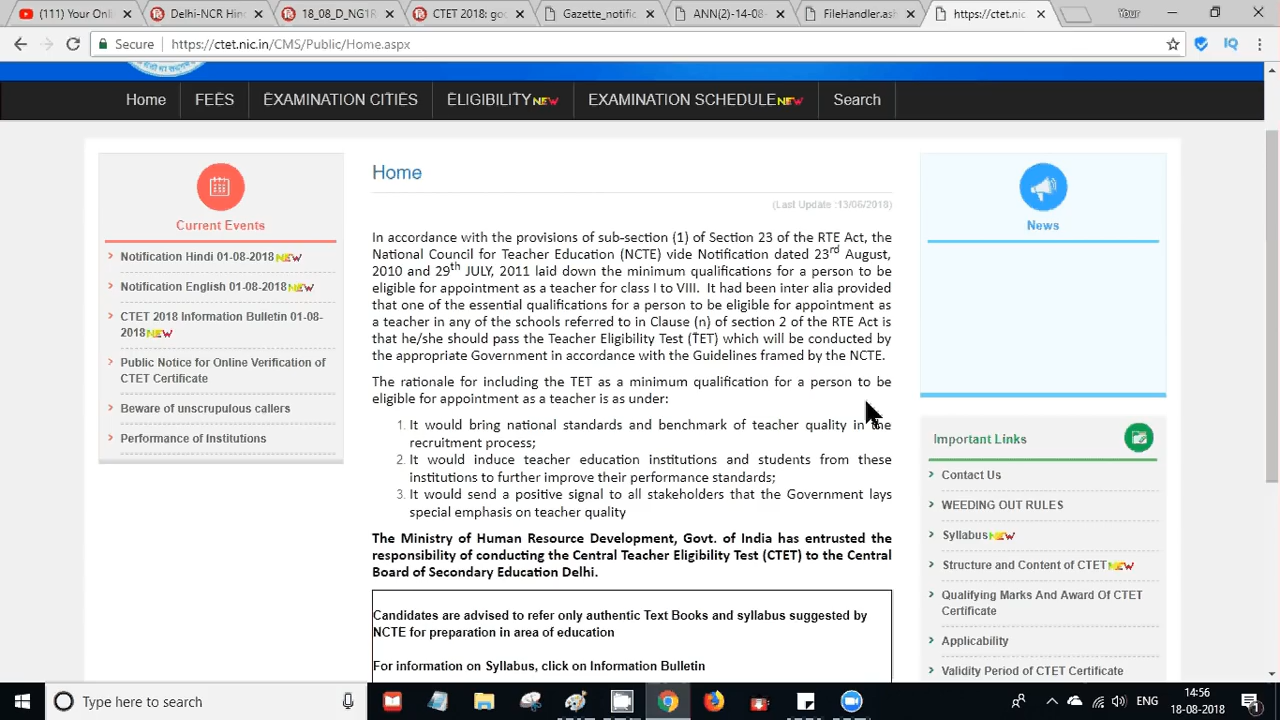 (111) Your Onli
Delhi-NCR Hin
18_08_D_NG1R
CTET 2018: goc
Gazette_notific
ANN(2)-14-08-
FileHandler.ash
https://ctet.nic.
Your
Secure
https://ctet.nic.in/CMS/Public/Home.aspx
Home
FEES
EXAMINATION CITIES
ELIGIBILITY NEW
EXAMINATION SCHEDULE NEW
Search
Current Events
Notification Hindi 01-08-2018 NEW
Notification English 01-08-2018 NEW
CTET 2018 Information Bulletin 01-08-
2018 NEW
Public Notice for Online Verification of
CTET Certificate
Beware of unscrupulous callers
Performance of Institutions
Home
(Last Update :13/06/2018)
In accordance with the provisions of sub-section (1) of Section 23 of the RTE Act, the
National Council for Teacher Education (NCTE) vide Notification dated 23rd August,
2010 and 29th JULY, 2011 laid down the minimum qualifications for a person to be
eligible for appointment as a teacher for class I to VIII. It had been inter alia provided
that one of the essential qualifications for a person to be eligible for appointment as
a teacher in any of the schools referred to in Clause (n) of section 2 of the RTE Act is
that he/she should pass the Teacher Eligibility Test (TET) which will be conducted by
the appropriate Government in accordance with the Guidelines framed by the NCTE.
The rationale for including the TET as a minimum qualification for a person to be
eligible for appointment as a teacher is as under:
1. It would bring national standards and benchmark of teacher quality in the
recruitment process;
2. It would induce teacher education institutions and students from these
institutions to further improve their performance standards;
3. It would send a positive signal to all stakeholders that the Government lays
special emphasis on teacher quality
The Ministry of Human Resource Development, Govt. of India has entrusted the
responsibility of conducting the Central Teacher Eligibility Test (CTET) to the Central
Board of Secondary Education Delhi.
Candidates are advised to refer only authentic Text Books and syllabus suggested by
NCTE for preparation in area of education
For information on Syllabus, click on Information Bulletin
News
Important Links
Contact Us
WEEDING OUT RULES
Syllabus NEW
Structure and Content of CTET NEW
Qualifying Marks And Award Of CTET
Certificate
Applicability
Validity Period of CTET Certificate
Type here to search
ENG
14:56
18-08-2018